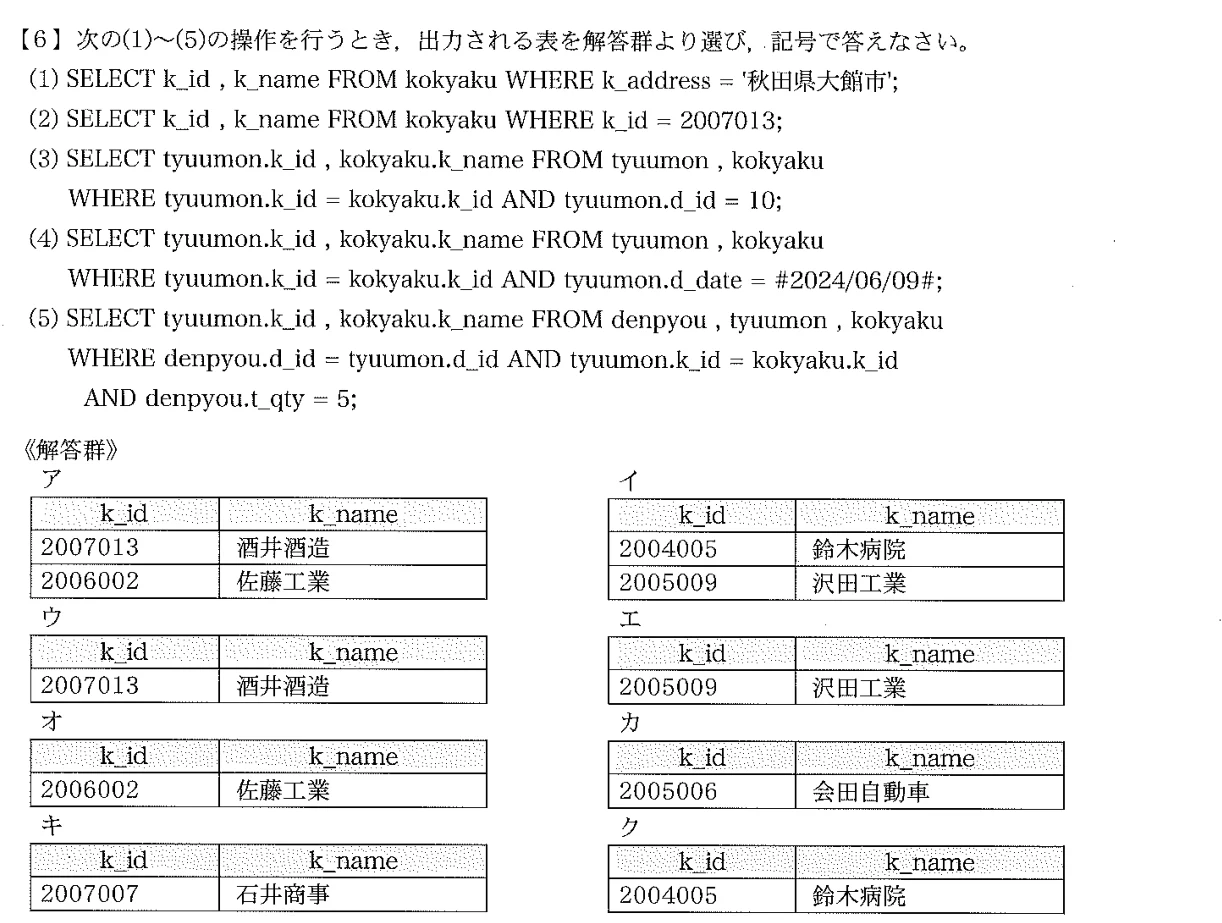 【6】次の(1)~(5)の操作を行うとき，出力される表を解答群より選び，記号で答えなさい。
(1) SELECT k_id , k_name FROM kokyaku WHERE k_address = '秋田県大館市';
(2) SELECT k_id , k_name FROM kokyaku WHERE k_id = 2007013;
(3) SELECT tyuumon.k_id , kokyaku.k_name FROM tyuumon , kokyaku
WHERE tyuumon.k_id = kokyaku.k_id AND tyuumon.d_id = 10;
(4) SELECT tyuumon.k_id , kokyaku.k_name FROM tyuumon , kokyaku
WHERE tyuumon.k_id = kokyaku.k_id AND tyuumon.d_date = #2024/06/09#;
(5) SELECT tyuumon.k_id , kokyaku.k_name FROM denpyou , tyuumon , kokyaku
WHERE denpyou.d_id = tyuumon.d_id AND tyuumon.k_id = kokyaku.k_id
AND denpyou.t_qty = 5;
《解答群》
ア
k_id k_name
2007013 酒井酒造
2006002 佐藤工業
イ
k_id k_name
2004005 鈴木病院
2005009 沢田工業
ウ
k_id k_name
2007013 酒井酒造
エ
k_id k_name
2005009 沢田工業
オ
k_id k_name
2006002 佐藤工業
カ
k_id k_name
2005006 会田自動車
キ
k_id k_name
2007007 石井商事
ク
k_id k_name
2004005 鈴木病院